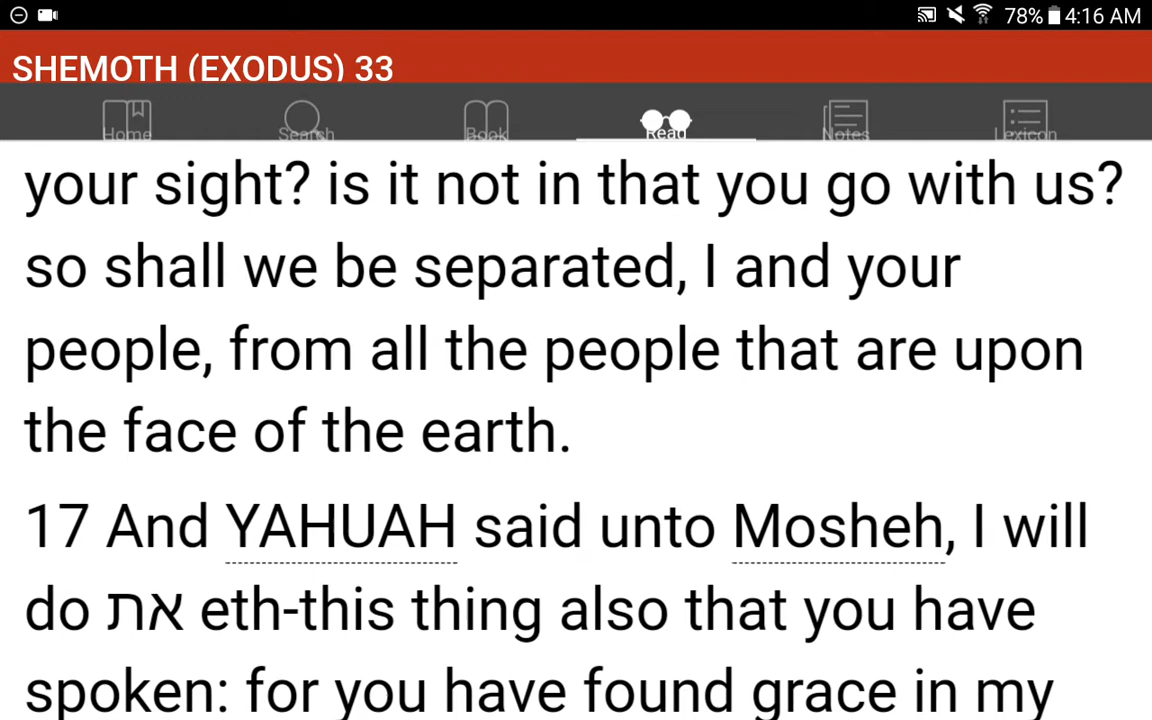 78% 4:16 AM
SHEMOTH (EXODUS) 33
Home Search Book Read Notes Lexicon
your sight? is it not in that you go with us?
so shall we be separated, I and your
people, from all the people that are upon
the face of the earth.
17 And YAHUAH said unto Mosheh, I will
do את eth-this thing also that you have
spoken: for you have found grace in my